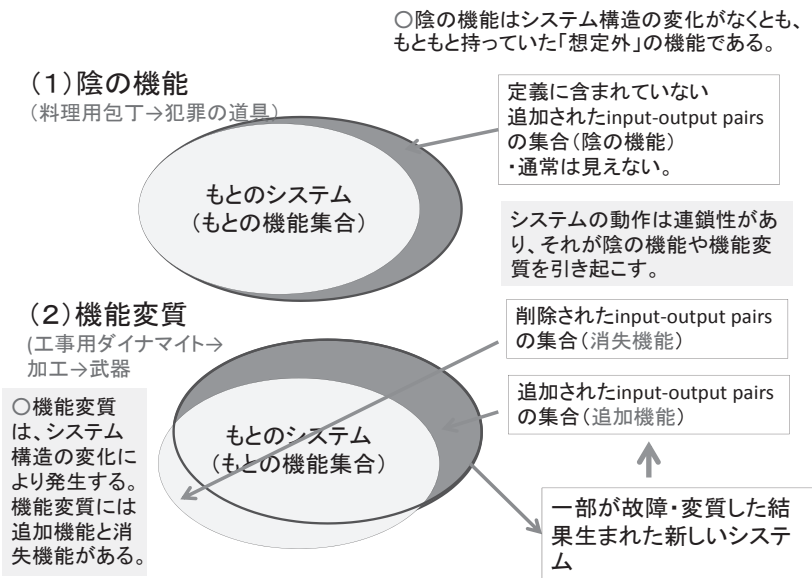 〇陰の機能はシステム構造の変化がなくとも、
もともと持っていた「想定外」の機能である。
(1)陰の機能
(料理用包丁→犯罪の道具)
定義に含まれていない
追加されたinput-output pairs
の集合(陰の機能)
・通常は見えない。
もとのシステム
(もとの機能集合)
システムの動作は連鎖性があ
り、それが陰の機能や機能変
質を引き起こす。
(2)機能変質
(工事用ダイナマイト→
加工→武器
削除されたinput-output pairs
の集合(消失機能)
追加されたinput-output pairs
の集合(追加機能)
〇機能変質
は、システム
構造の変化に
より発生する。
機能変質には
追加機能と消
失機能がある。
もとのシステム
(もとの機能集合)
一部が故障・変質した結
果生まれた新しいシステ
ム